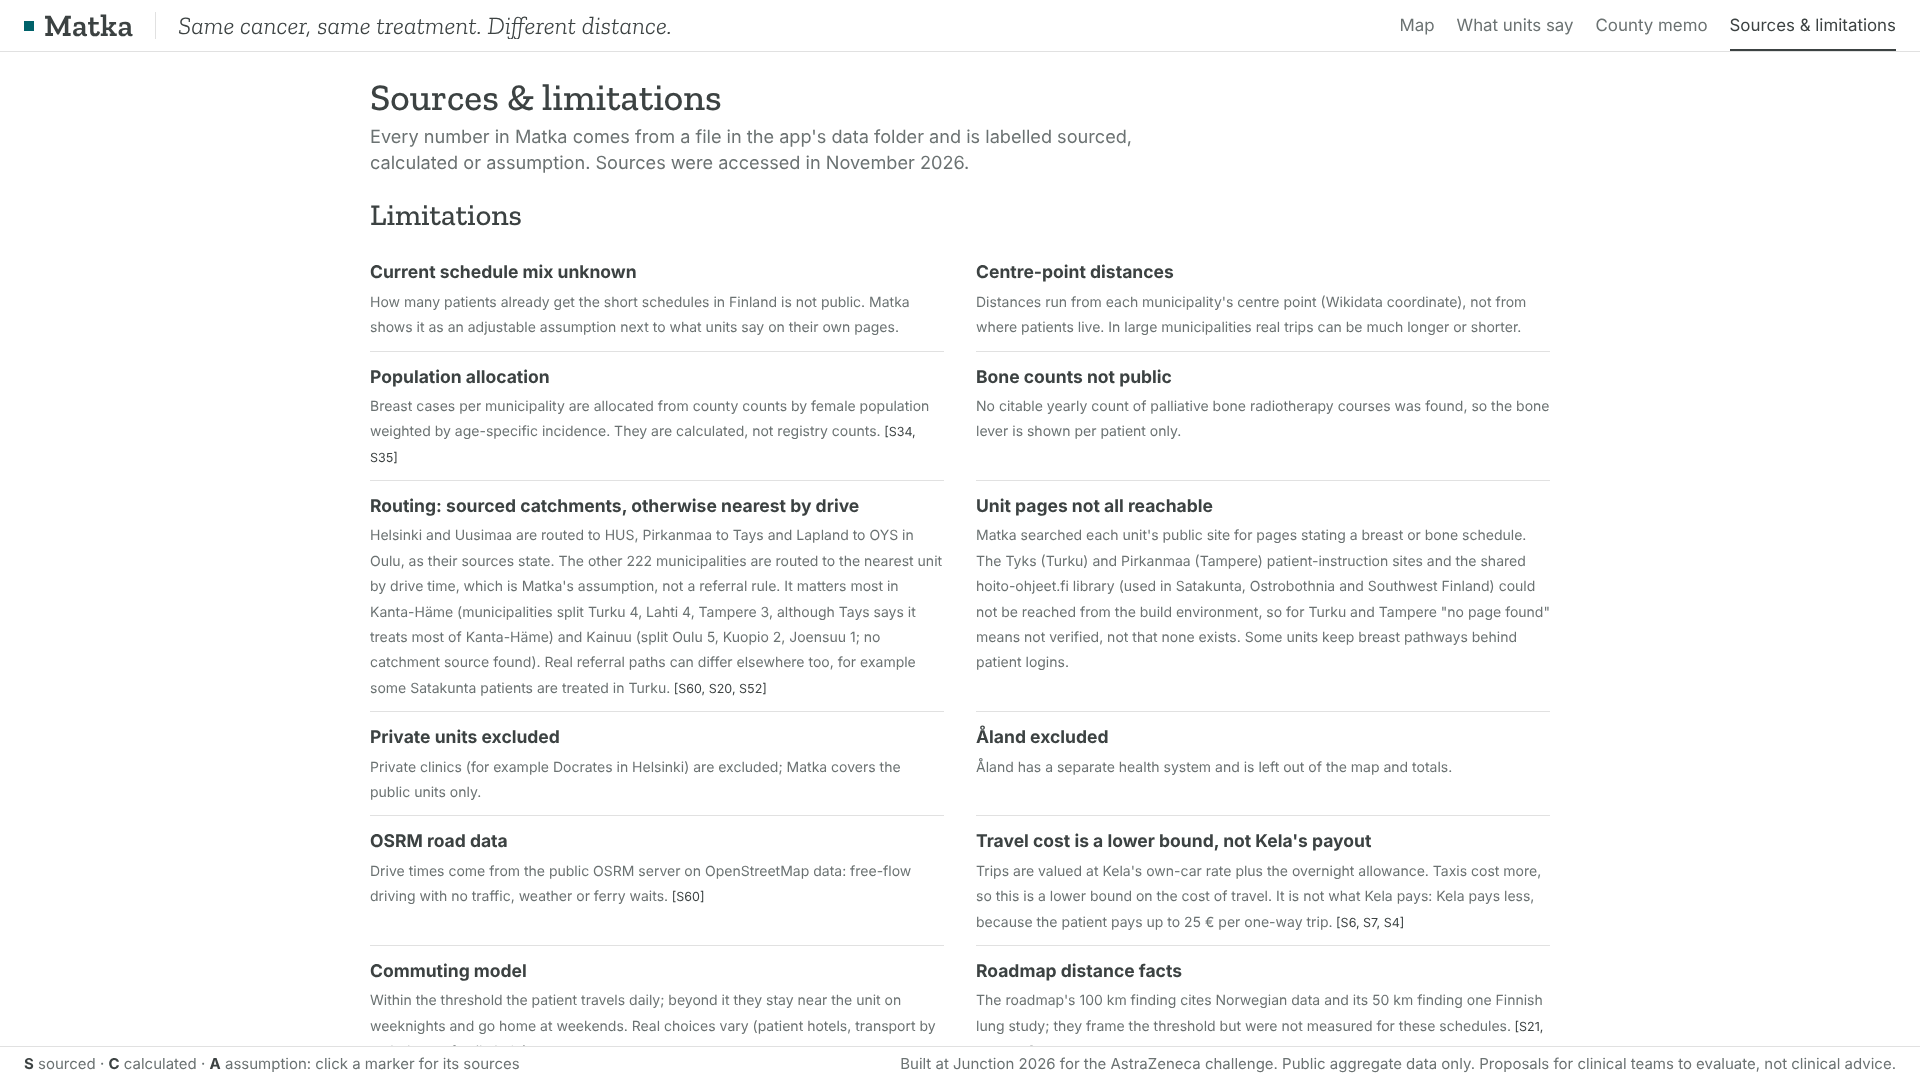 Matka
Same cancer, same treatment. Different distance.
Map
What units say
County memo
Sources & limitations
Sources & limitations
Every number in Matka comes from a file in the app's data folder and is labelled sourced,
calculated or assumption. Sources were accessed in November 2026.
Limitations
Current schedule mix unknown
How many patients already get the short schedules in Finland is not public. Matka
shows it as an adjustable assumption next to what units say on their own pages.
Centre-point distances
Distances run from each municipality's centre point (Wikidata coordinate), not from
where patients live. In large municipalities real trips can be much longer or shorter.
Population allocation
Breast cases per municipality are allocated from county counts by female population
weighted by age-specific incidence. They are calculated, not registry counts. [S34,
S35]
Bone counts not public
No citable yearly count of palliative bone radiotherapy courses was found, so the bone
lever is shown per patient only.
Routing: sourced catchments, otherwise nearest by drive
Helsinki and Uusimaa are routed to HUS, Pirkanmaa to Tays and Lapland to OYS in
Oulu, as their sources state. The other 222 municipalities are routed to the nearest unit
by drive time, which is Matka's assumption, not a referral rule. It matters most in
Kanta-Häme (municipalities split Turku 4, Lahti 4, Tampere 3, although Tays says it
treats most of Kanta-Häme) and Kainuu (split Oulu 5, Kuopio 2, Joensuu 1; no
catchment source found). Real referral paths can differ elsewhere too, for example
some Satakunta patients are treated in Turku. [S60, S20, S52]
Unit pages not all reachable
Matka searched each unit's public site for pages stating a breast or bone schedule.
The Tyks (Turku) and Pirkanmaa (Tampere) patient-instruction sites and the shared
hoito-ohjeet.fi library (used in Satakunta, Ostrobothnia and Southwest Finland) could
not be reached from the build environment, so for Turku and Tampere "no page found"
means not verified, not that none exists. Some units keep breast pathways behind
patient logins.
Private units excluded
Private clinics (for example Docrates in Helsinki) are excluded; Matka covers the
public units only.
Åland excluded
Åland has a separate health system and is left out of the map and totals.
OSRM road data
Drive times come from the public OSRM server on OpenStreetMap data: free-flow
driving with no traffic, weather or ferry waits. [S60]
Travel cost is a lower bound, not Kela's payout
Trips are valued at Kela's own-car rate plus the overnight allowance. Taxis cost more,
so this is a lower bound on the cost of travel. It is not what Kela pays: Kela pays less,
because the patient pays up to 25 € per one-way trip. [S6, S7, S4]
Commuting model
Within the threshold the patient travels daily; beyond it they stay near the unit on
weeknights and go home at weekends. Real choices vary (patient hotels, transport by
Roadmap distance facts
The roadmap's 100 km finding cites Norwegian data and its 50 km finding one Finnish
lung study; they frame the threshold but were not measured for these schedules. [S21,
S sourced · C calculated · A assumption: click a marker for its sources
Built at Junction 2026 for the AstraZeneca challenge. Public aggregate data only. Proposals for clinical teams to evaluate, not clinical advice.